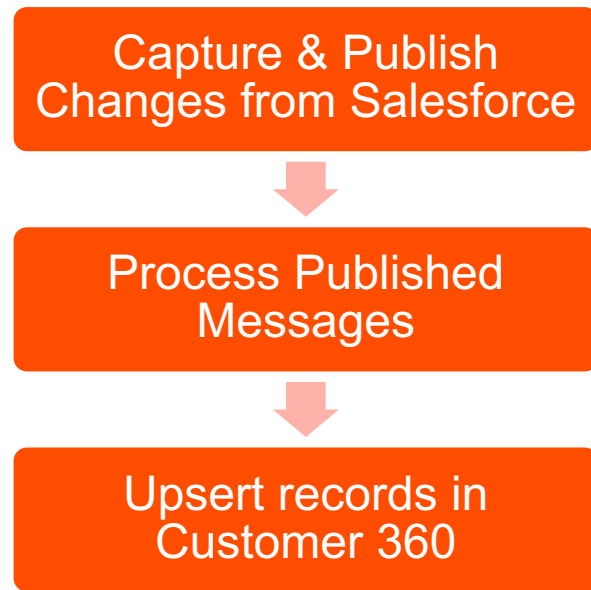 Capture & Publish
Changes from Salesforce
Process Published
Messages
Upsert records in
Customer 360